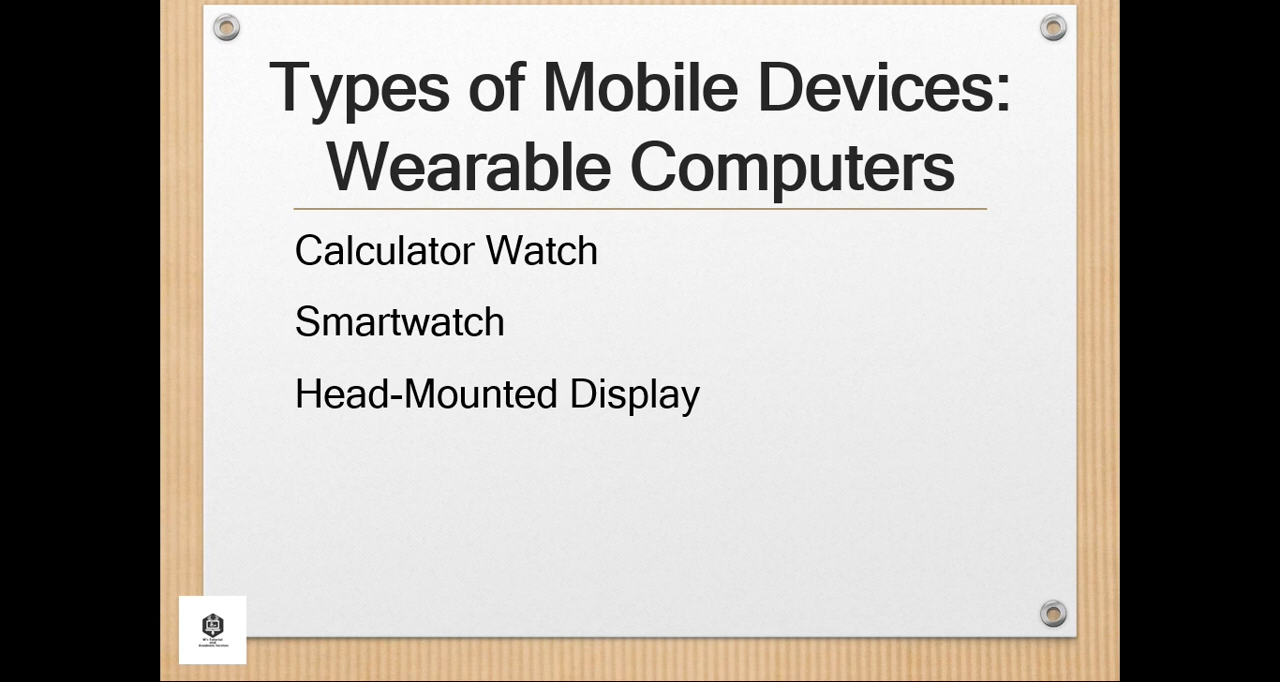 Types of Mobile Devices:
Wearable Computers
Calculator Watch
Smartwatch
Head-Mounted Display